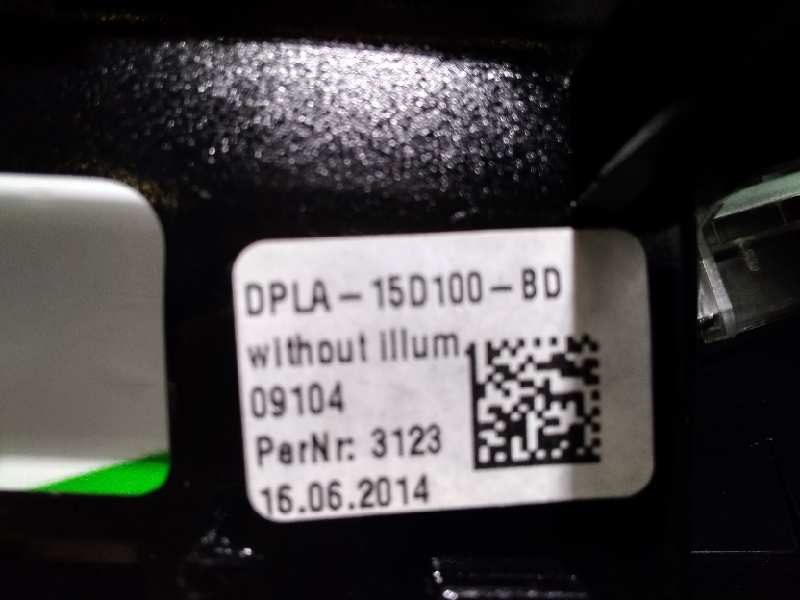 DPLA-15D100-BD
without illum.
09104
PerNr: 3123
16.06.2014